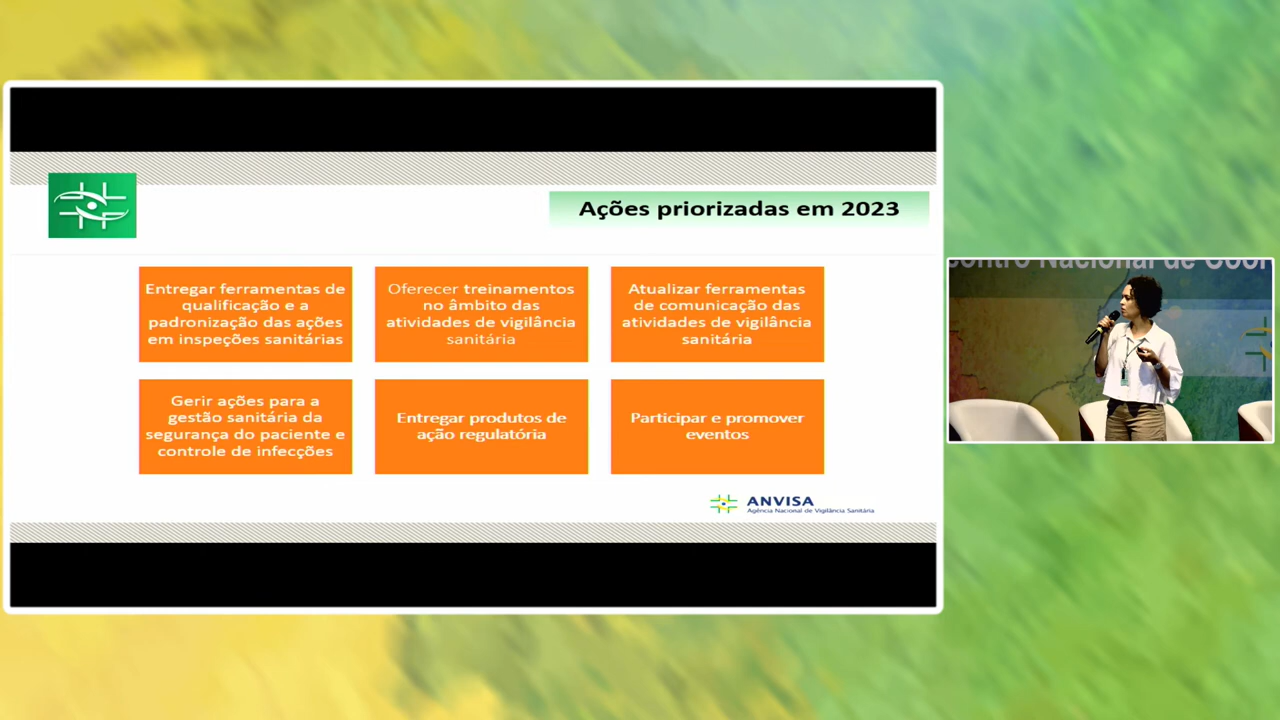 Ações priorizadas em 2023
Entregar ferramentas de
qualificação e a
padronização das ações
em inspeções sanitárias
Oferecer treinamentos
no âmbito das
atividades de vigilância
sanitária
Atualizar ferramentas
de comunicação das
atividades de vigilância
sanitária
Gerir ações para a
gestão sanitária da
segurança do paciente e
controle de infecções
Entregar produtos de
ação regulatória
Participar e promover
eventos
ANVISA
Agência Nacional de Vigilância Sanitária
Nacional de